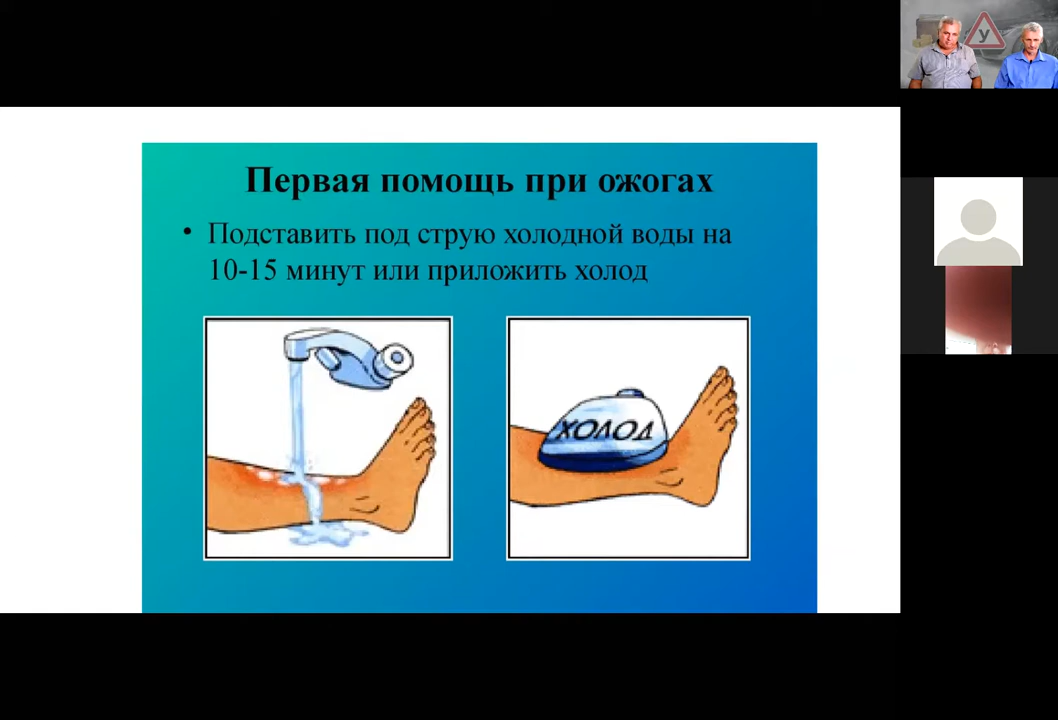 Первая помощь при ожогах
• Подставить под струю холодной воды на
10-15 минут или приложить холод
ХОЛОД
У